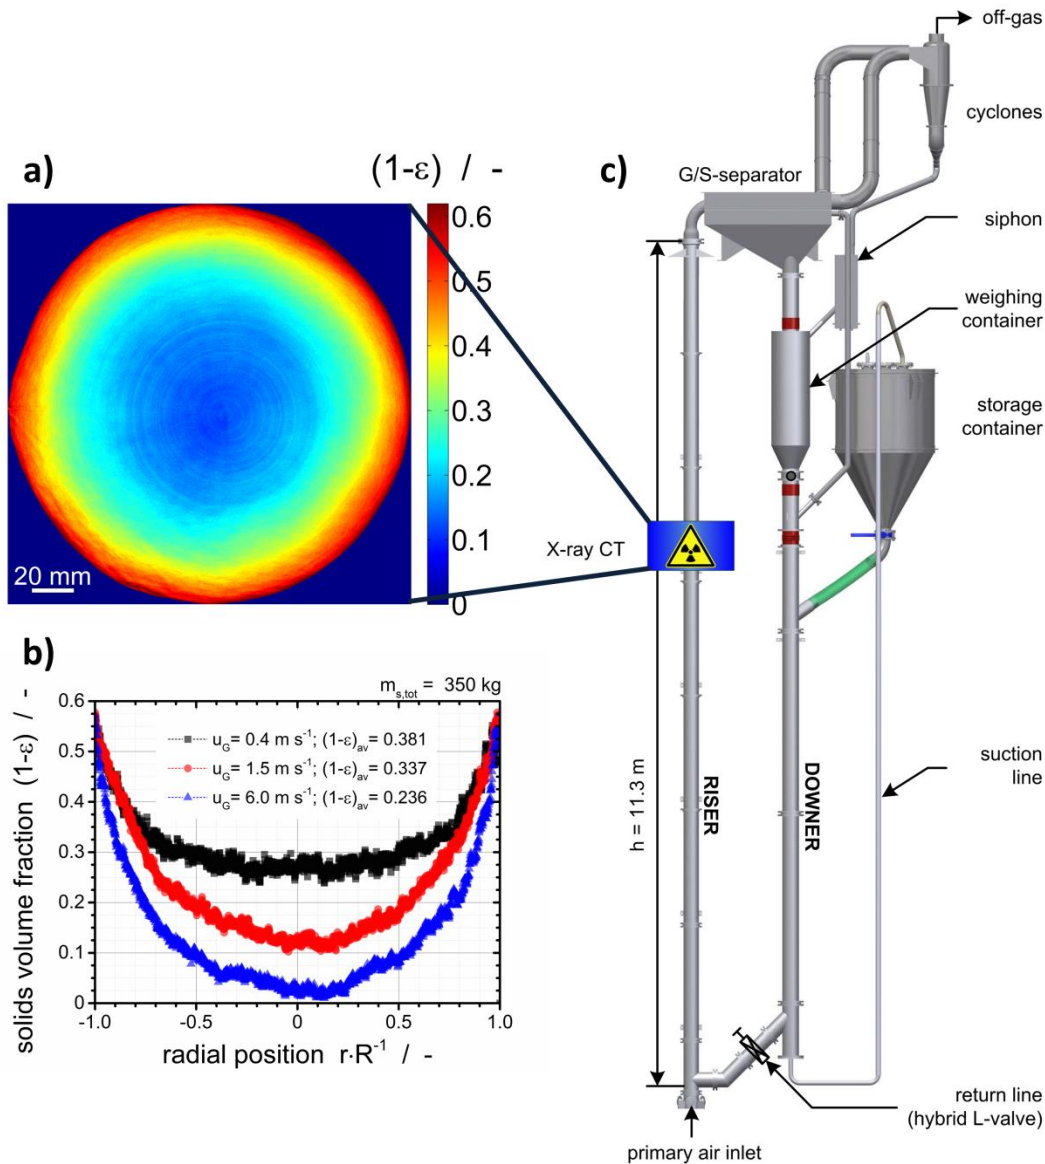 a)
(1-ε) / -
0.6
0.5
0.4
0.3
0.2
0.1
0
20 mm
b)
m_s,tot = 350 kg
solids volume fraction (1-ε) / -
0.6
0.5
0.4
0.3
0.2
0.1
0
u_G = 0.4 m s⁻¹; (1-ε)_av = 0.381
u_G = 1.5 m s⁻¹; (1-ε)_av = 0.337
u_G = 6.0 m s⁻¹; (1-ε)_av = 0.236
-1.0 -0.5 0 0.5 1.0
radial position r·R⁻¹ / -
c)
off-gas
cyclones
G/S-separator
siphon
weighing
container
storage
container
X-ray CT
h = 11.3 m
RISER
DOWNER
suction
line
return line
(hybrid L-valve)
primary air inlet